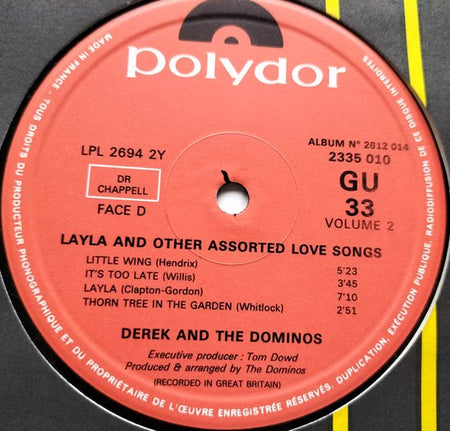 polydor
LPL 2694 2Y
ALBUM N° 2612 014
2335 010
DR
CHAPPELL
GU
FACE D
33
VOLUME 2
LAYLA AND OTHER ASSORTED LOVE SONGS
LITTLE WING (Hendrix) 5'23
IT'S TOO LATE (Willis) 3'45
LAYLA (Clapton-Gordon) 7'10
THORN TREE IN THE GARDEN (Whitlock) 2'51
DEREK AND THE DOMINOS
Executive producer : Tom Dowd
Produced & arranged by The Dominos
(RECORDED IN GREAT BRITAIN)
MADE IN FRANCE - TOUS DROITS DU PRODUCTEUR PHONOGRAPHIQUE ET DU PROPRIÉTAIRE DE L'ŒUVRE ENREGISTRÉE RÉSERVÉS. DUPLICATION, EXÉCUTION PUBLIQUE, RADIODIFFUSION DE CE DISQUE INTERDITES